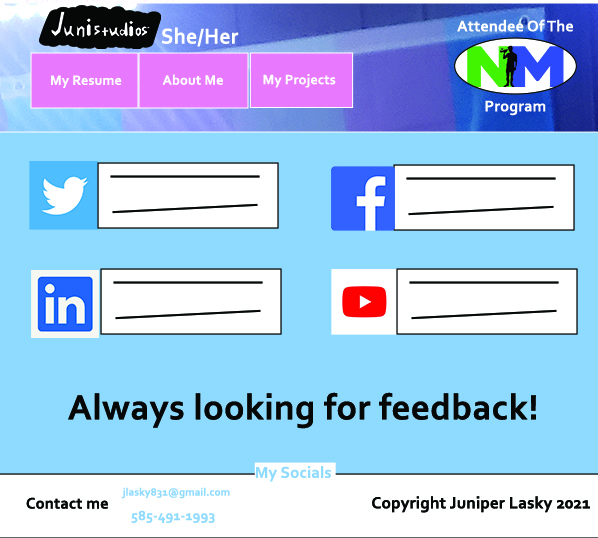 Junistudios
She/Her
Attendee Of The
NM
Program
My Resume
About Me
My Projects
in
Always looking for feedback!
My Socials
Contact me
jlasky831@gmail.com
585-491-1993
Copyright Juniper Lasky 2021